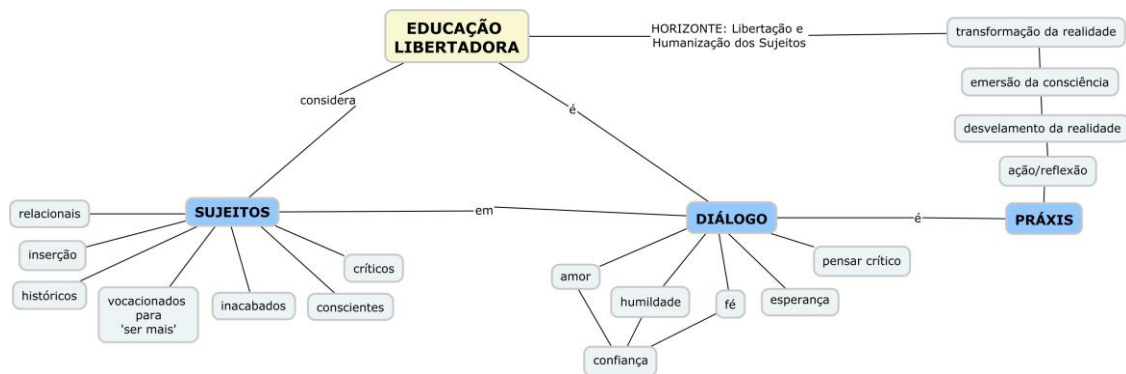 EDUCAÇÃO
LIBERTADORA
HORIZONTE: Libertação e
Humanização dos Sujeitos
transformação da realidade
emersão da consciência
considera
é
desvelamento da realidade
ação/reflexão
relacionais
SUJEITOS
em
DIÁLOGO
é
PRÁXIS
inserção
críticos
pensar crítico
históricos
vocacionados
para
'ser mais'
inacabados
conscientes
amor
humildade
fé
esperança
confiança